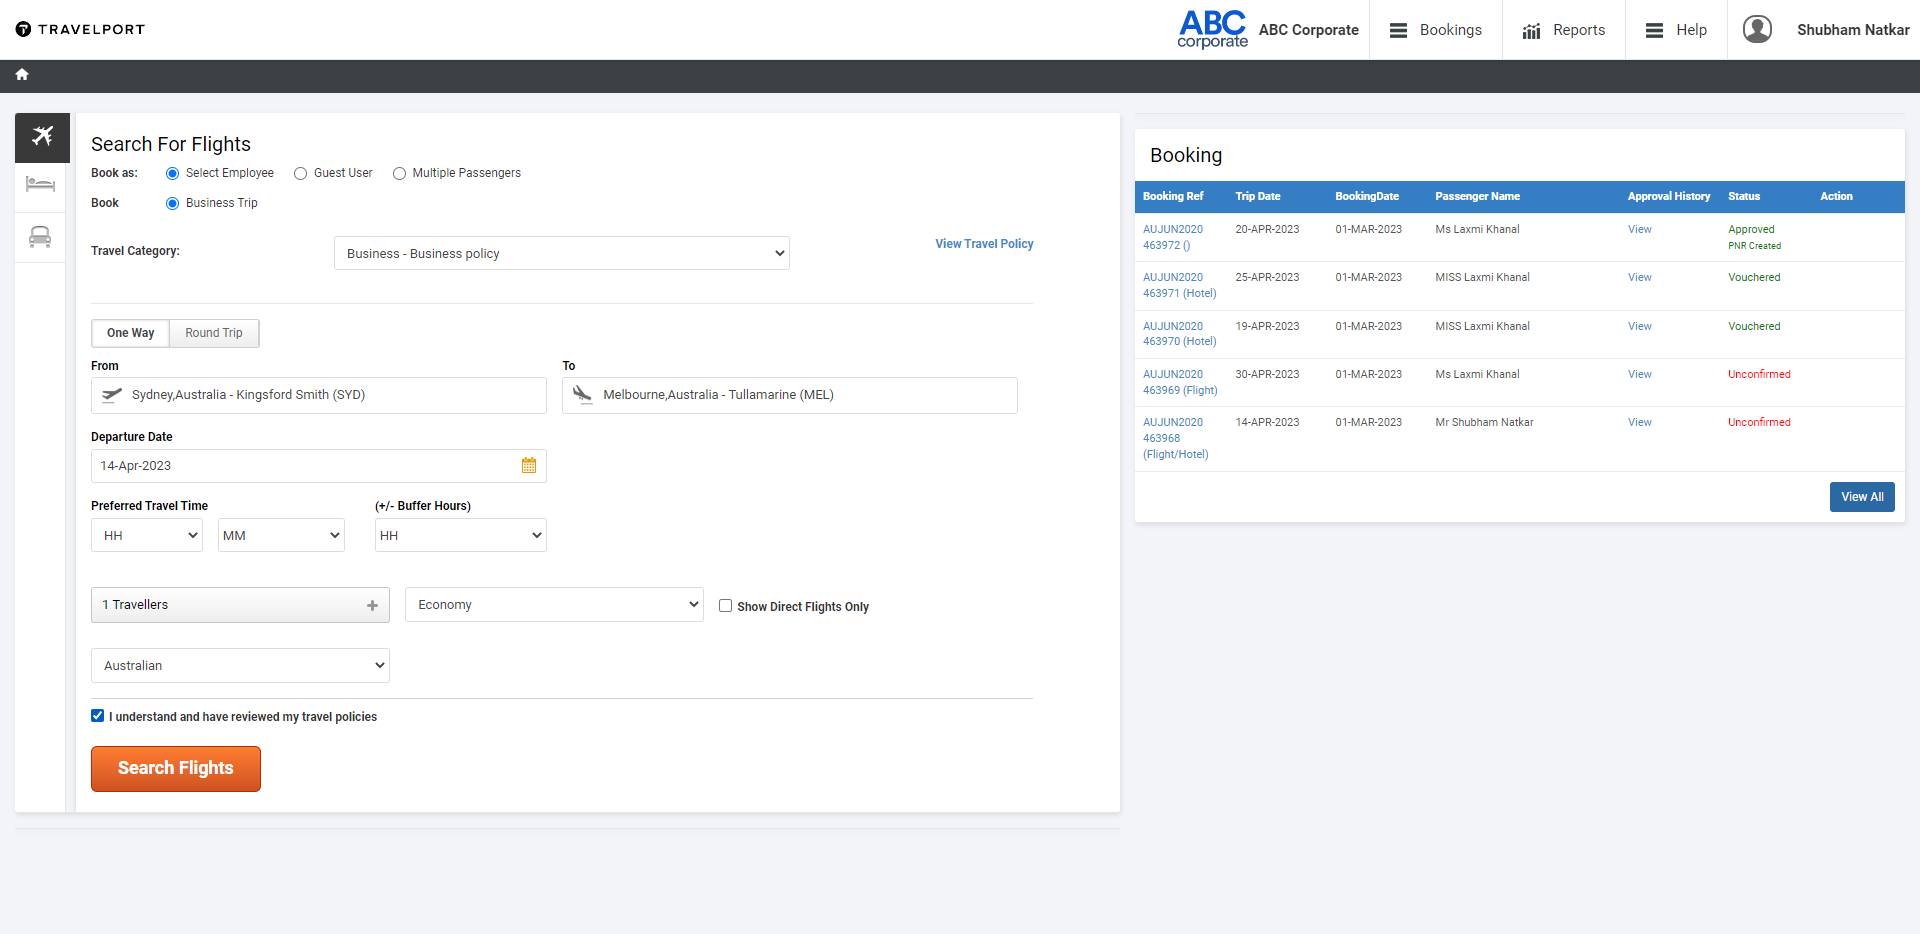 TRAVELPORT
ABC corporate
ABC Corporate
Bookings
Reports
Help
Shubham Natkar
Search For Flights
Book as:
Select Employee
Guest User
Multiple Passengers
Book
Business Trip
Travel Category:
Business - Business policy
View Travel Policy
One Way
Round Trip
From
To
Sydney,Australia - Kingsford Smith (SYD)
Melbourne,Australia - Tullamarine (MEL)
Departure Date
14-Apr-2023
Preferred Travel Time
(+/- Buffer Hours)
HH
MM
HH
1 Travellers
Economy
Show Direct Flights Only
Australian
I understand and have reviewed my travel policies
Search Flights
Booking
Booking Ref Trip Date BookingDate Passenger Name Approval History Status Action
AUJUN2020 20-APR-2023 01-MAR-2023 Ms Laxmi Khanal View Approved
463972 () PNR Created
AUJUN2020 25-APR-2023 01-MAR-2023 MISS Laxmi Khanal View Vouchered
463971 (Hotel)
AUJUN2020 19-APR-2023 01-MAR-2023 MISS Laxmi Khanal View Vouchered
463970 (Hotel)
AUJUN2020 30-APR-2023 01-MAR-2023 Ms Laxmi Khanal View Unconfirmed
463969 (Flight)
AUJUN2020 14-APR-2023 01-MAR-2023 Mr Shubham Natkar View Unconfirmed
463968
(Flight/Hotel)
View All